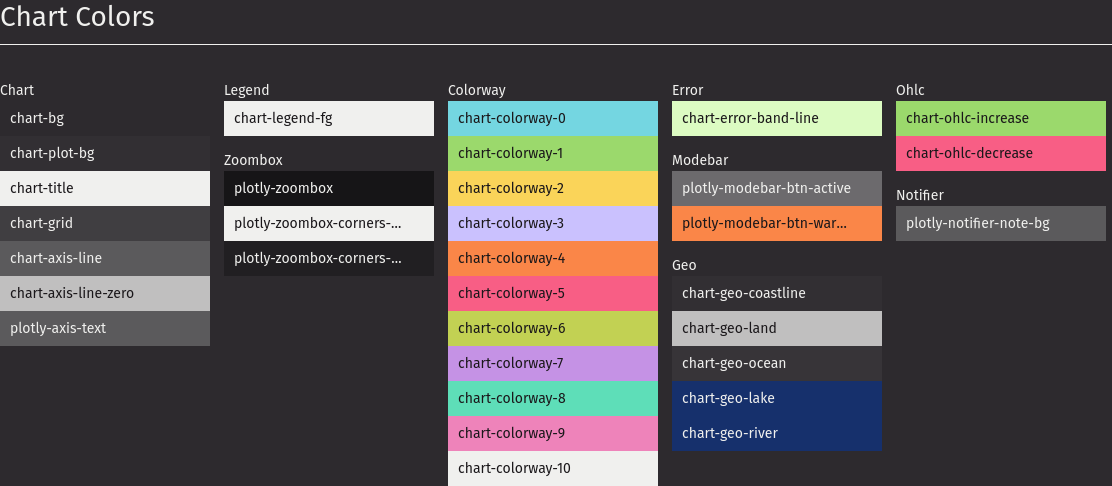 Chart Colors
Chart
chart-bg
chart-plot-bg
chart-title
chart-grid
chart-axis-line
chart-axis-line-zero
plotly-axis-text
Legend
chart-legend-fg
Zoombox
plotly-zoombox
plotly-zoombox-corners-...
plotly-zoombox-corners-...
Colorway
chart-colorway-0
chart-colorway-1
chart-colorway-2
chart-colorway-3
chart-colorway-4
chart-colorway-5
chart-colorway-6
chart-colorway-7
chart-colorway-8
chart-colorway-9
chart-colorway-10
Error
chart-error-band-line
Modebar
plotly-modebar-btn-active
plotly-modebar-btn-war...
Geo
chart-geo-coastline
chart-geo-land
chart-geo-ocean
chart-geo-lake
chart-geo-river
Ohlc
chart-ohlc-increase
chart-ohlc-decrease
Notifier
plotly-notifier-note-bg